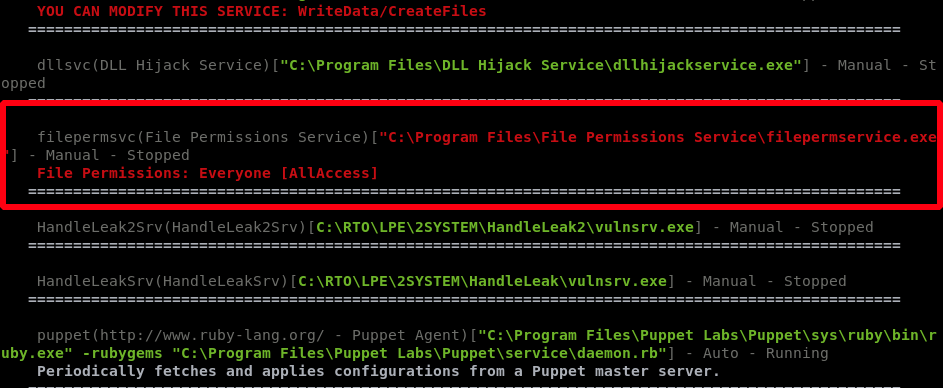 YOU CAN MODIFY THIS SERVICE: WriteData/CreateFiles
=================================================================================================
dllsvc(DLL Hijack Service)["C:\Program Files\DLL Hijack Service\dllhijackservice.exe"] - Manual - St
opped
=================================================================================================
filepermsvc(File Permissions Service)["C:\Program Files\File Permissions Service\filepermservice.exe
"] - Manual - Stopped
File Permissions: Everyone [AllAccess]
=================================================================================================
HandleLeak2Srv(HandleLeak2Srv)[C:\RTO\LPE\2SYSTEM\HandleLeak2\vulnsrv.exe] - Manual - Stopped
=================================================================================================
HandleLeakSrv(HandleLeakSrv)[C:\RTO\LPE\2SYSTEM\HandleLeak\vulnsrv.exe] - Manual - Stopped
=================================================================================================
puppet(http://www.ruby-lang.org/ - Puppet Agent)["C:\Program Files\Puppet Labs\Puppet\sys\ruby\bin\r
uby.exe" -rubygems "C:\Program Files\Puppet Labs\Puppet\service\daemon.rb"] - Auto - Running
Periodically fetches and applies configurations from a Puppet master server.
=================================================================================================